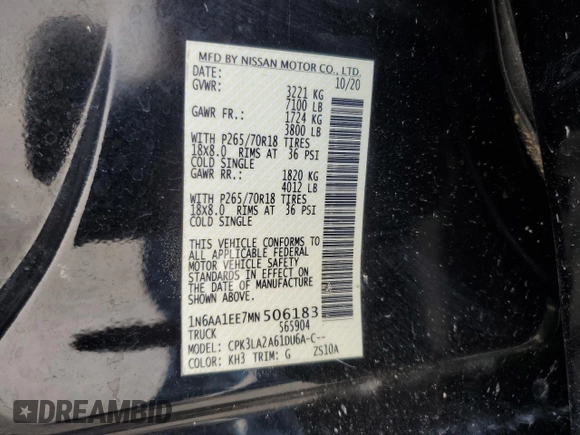 MFD BY NISSAN MOTOR CO., LTD.
DATE: 10/20
GVWR: 3221 KG
7100 LB
GAWR FR.: 1724 KG
3800 LB
WITH P265/70R18 TIRES
18X8.0 RIMS AT 36 PSI
COLD SINGLE
GAWR RR.: 1820 KG
4012 LB
WITH P265/70R18 TIRES
18X8.0 RIMS AT 36 PSI
COLD SINGLE
THIS VEHICLE CONFORMS TO
ALL APPLICABLE FEDERAL
MOTOR VEHICLE SAFETY
STANDARDS IN EFFECT ON
THE DATE OF MANUFACTURE
SHOWN ABOVE.
1N6AA1EE7MN506183
TRUCK 565904
MODEL: CPK3LA2A61DU6A-C--
COLOR: KH3 TRIM: G ZS10A
DREAMBID